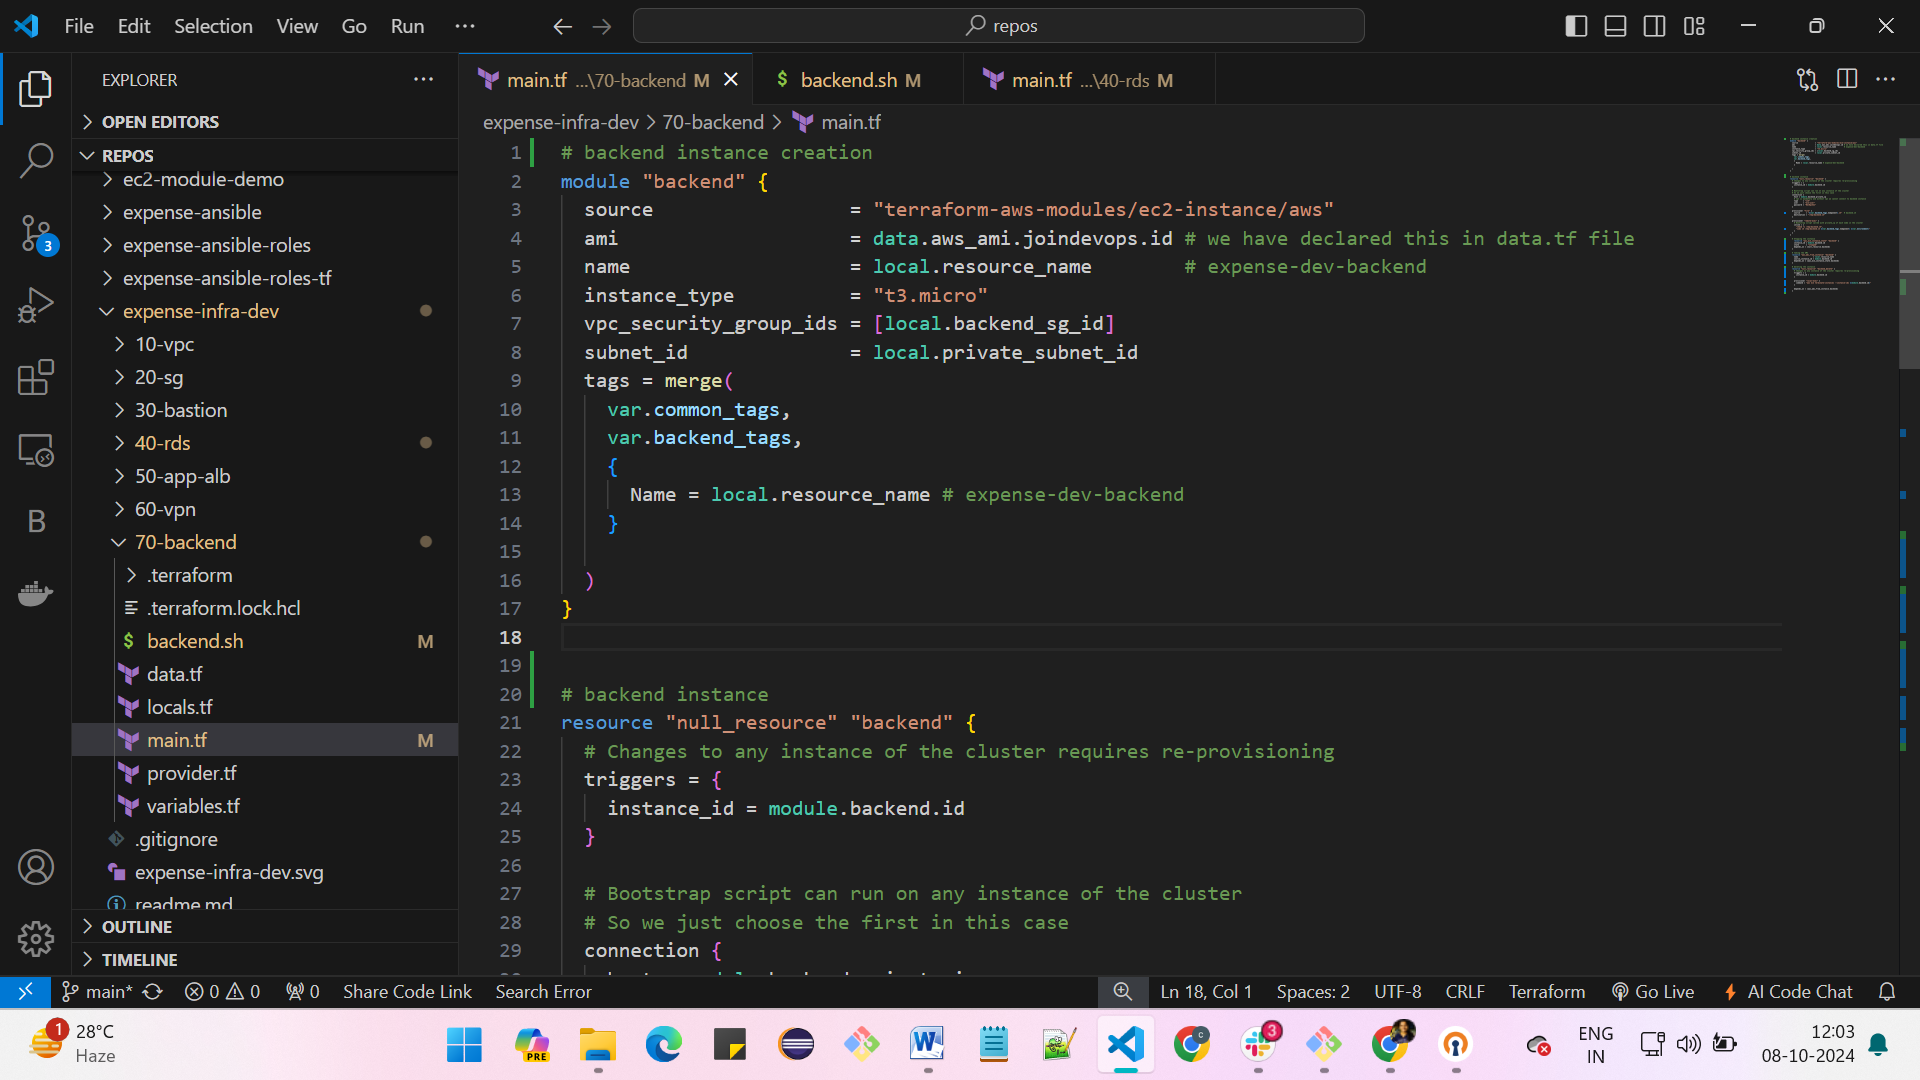 File Edit Selection View Go Run ···
repos
EXPLORER
OPEN EDITORS
REPOS
ec2-module-demo
expense-ansible
expense-ansible-roles
expense-ansible-roles-tf
expense-infra-dev
10-vpc
20-sg
30-bastion
40-rds
50-app-alb
60-vpn
70-backend
.terraform
.terraform.lock.hcl
$ backend.sh M
data.tf
locals.tf
main.tf M
provider.tf
variables.tf
.gitignore
expense-infra-dev.svg
readme.md
OUTLINE
TIMELINE
3
B
main.tf ...\70-backend M
$ backend.sh M
main.tf ...\40-rds M
expense-infra-dev > 70-backend > main.tf
1 # backend instance creation
2 module "backend" {
3 source = "terraform-aws-modules/ec2-instance/aws"
4 ami = data.aws_ami.joindevops.id # we have declared this in data.tf file
5 name = local.resource_name # expense-dev-backend
6 instance_type = "t3.micro"
7 vpc_security_group_ids = [local.backend_sg_id]
8 subnet_id = local.private_subnet_id
9 tags = merge(
10 var.common_tags,
11 var.backend_tags,
12 {
13 Name = local.resource_name # expense-dev-backend
14 }
15
16 )
17 }
18
19
20 # backend instance
21 resource "null_resource" "backend" {
22 # Changes to any instance of the cluster requires re-provisioning
23 triggers = {
24 instance_id = module.backend.id
25 }
26
27 # Bootstrap script can run on any instance of the cluster
28 # So we just choose the first in this case
29 connection {
main* 0 0 0 Share Code Link Search Error
Ln 18, Col 1 Spaces: 2 UTF-8 CRLF Terraform Go Live AI Code Chat
1
28°C
Haze
PRE
W
3
ENG
IN
12:03
08-10-2024